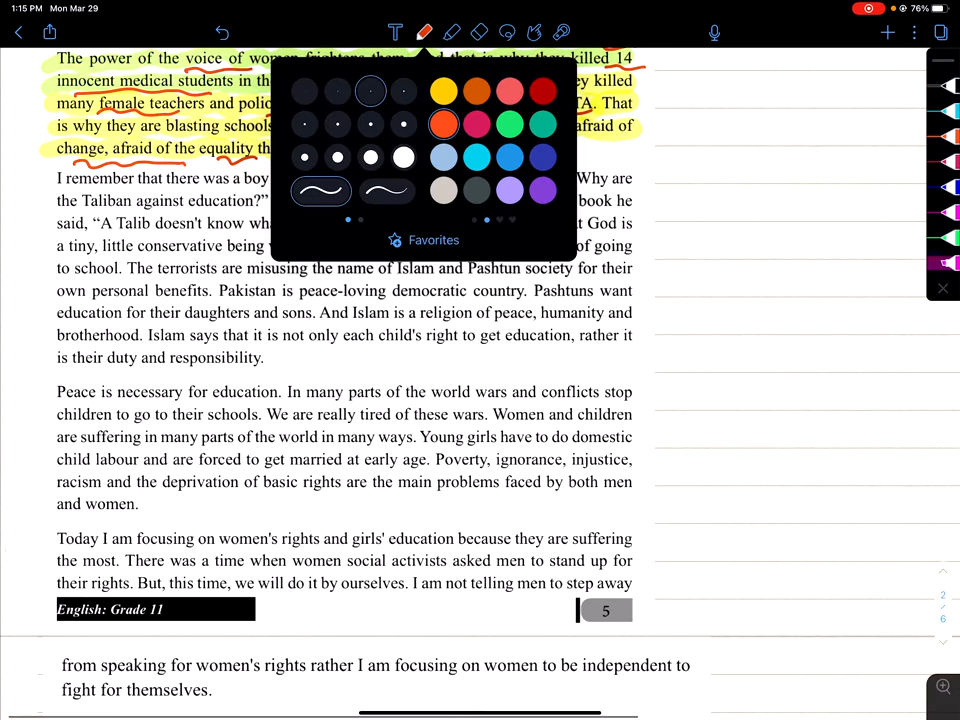 1:15 PM Mon Mar 29
76%
The power of the voice of women frightens them. that is why they killed 14
innocent medical students in th ey killed
many female teachers and polio TA. That
is why they are blasting schools afraid of
change, afraid of the equality th
I remember that there was a boy Why are
the Taliban against education?” book he
said, “A Talib doesn't know wha at God is
a tiny, little conservative being of going
Favorites
to school. The terrorists are misusing the name of Islam and Pashtun society for their
own personal benefits. Pakistan is peace-loving democratic country. Pashtuns want
education for their daughters and sons. And Islam is a religion of peace, humanity and
brotherhood. Islam says that it is not only each child's right to get education, rather it
is their duty and responsibility.
Peace is necessary for education. In many parts of the world wars and conflicts stop
children to go to their schools. We are really tired of these wars. Women and children
are suffering in many parts of the world in many ways. Young girls have to do domestic
child labour and are forced to get married at early age. Poverty, ignorance, injustice,
racism and the deprivation of basic rights are the main problems faced by both men
and women.
Today I am focusing on women's rights and girls' education because they are suffering
the most. There was a time when women social activists asked men to stand up for
their rights. But, this time, we will do it by ourselves. I am not telling men to step away
English: Grade 11
5
2
/
6
from speaking for women's rights rather I am focusing on women to be independent to
fight for themselves.